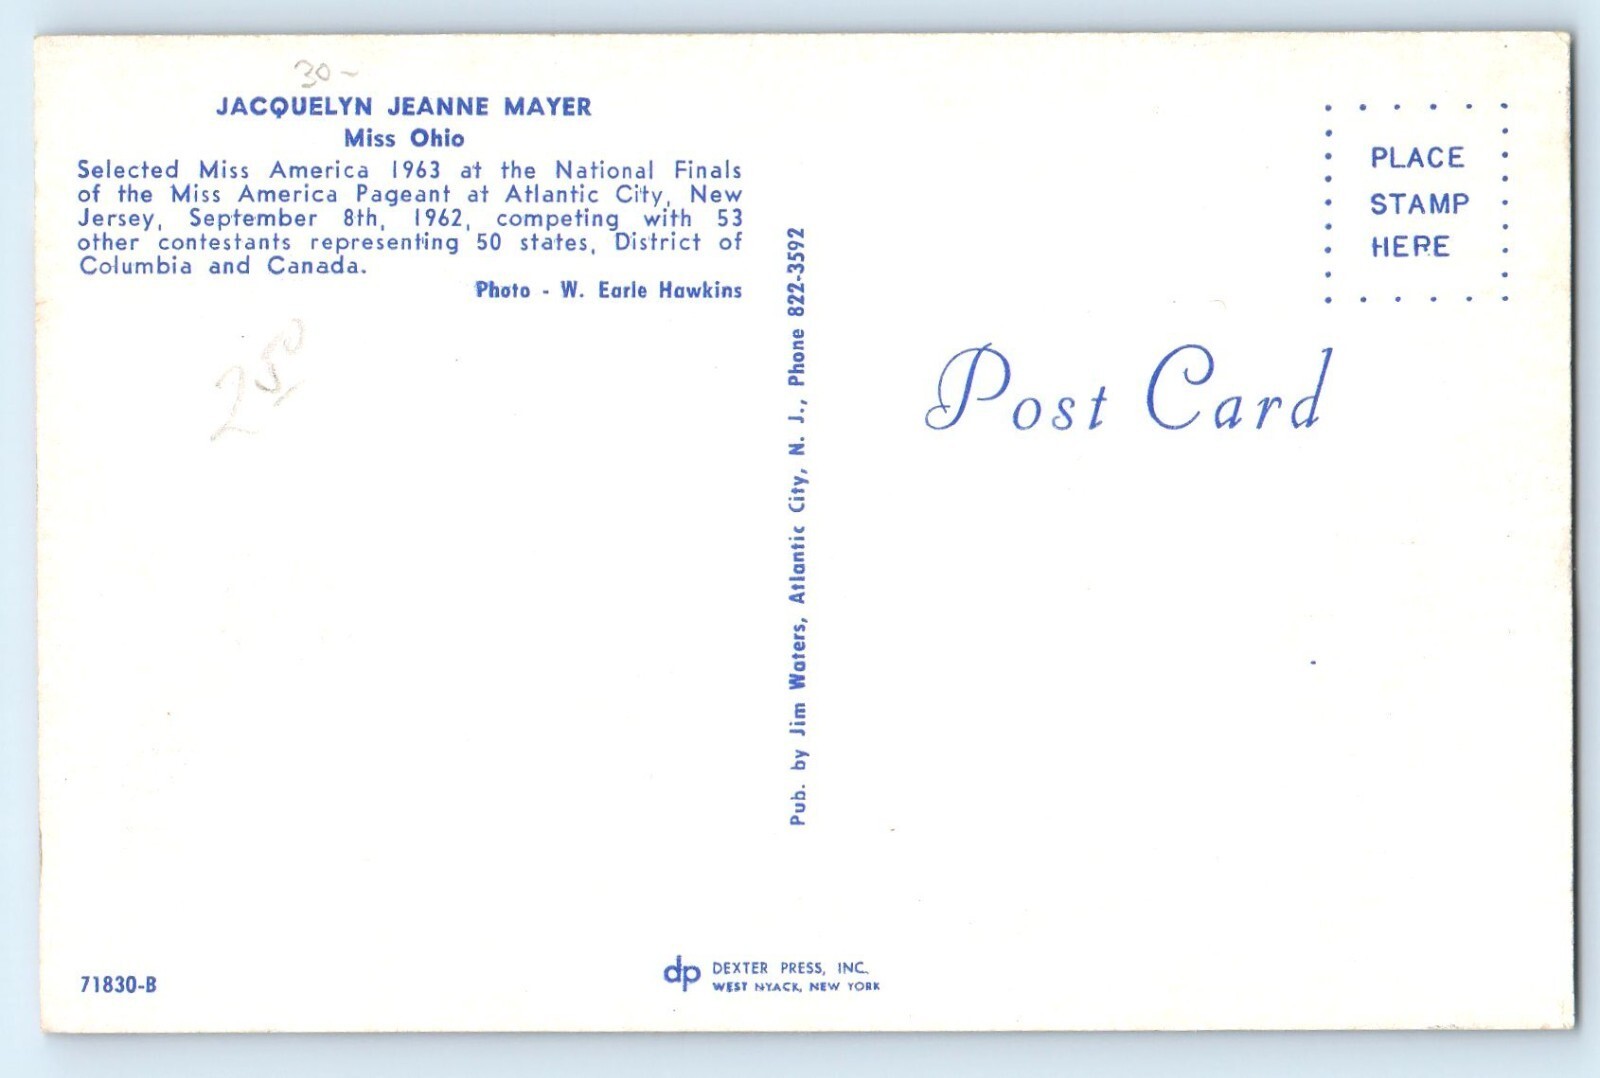 30-
JACQUELYN JEANNE MAYER
Miss Ohio
Selected Miss America 1963 at the National Finals
of the Miss America Pageant at Atlantic City, New
Jersey, September 8th, 1962, competing with 53
other contestants representing 50 states, District of
Columbia and Canada.
Photo - W. Earle Hawkins
250
71830-B
Pub. by Jim Waters, Atlantic City, N. J., Phone 822-3592
dp
DEXTER PRESS, INC.
WEST NYACK, NEW YORK
PLACE
STAMP
HERE
Post Card